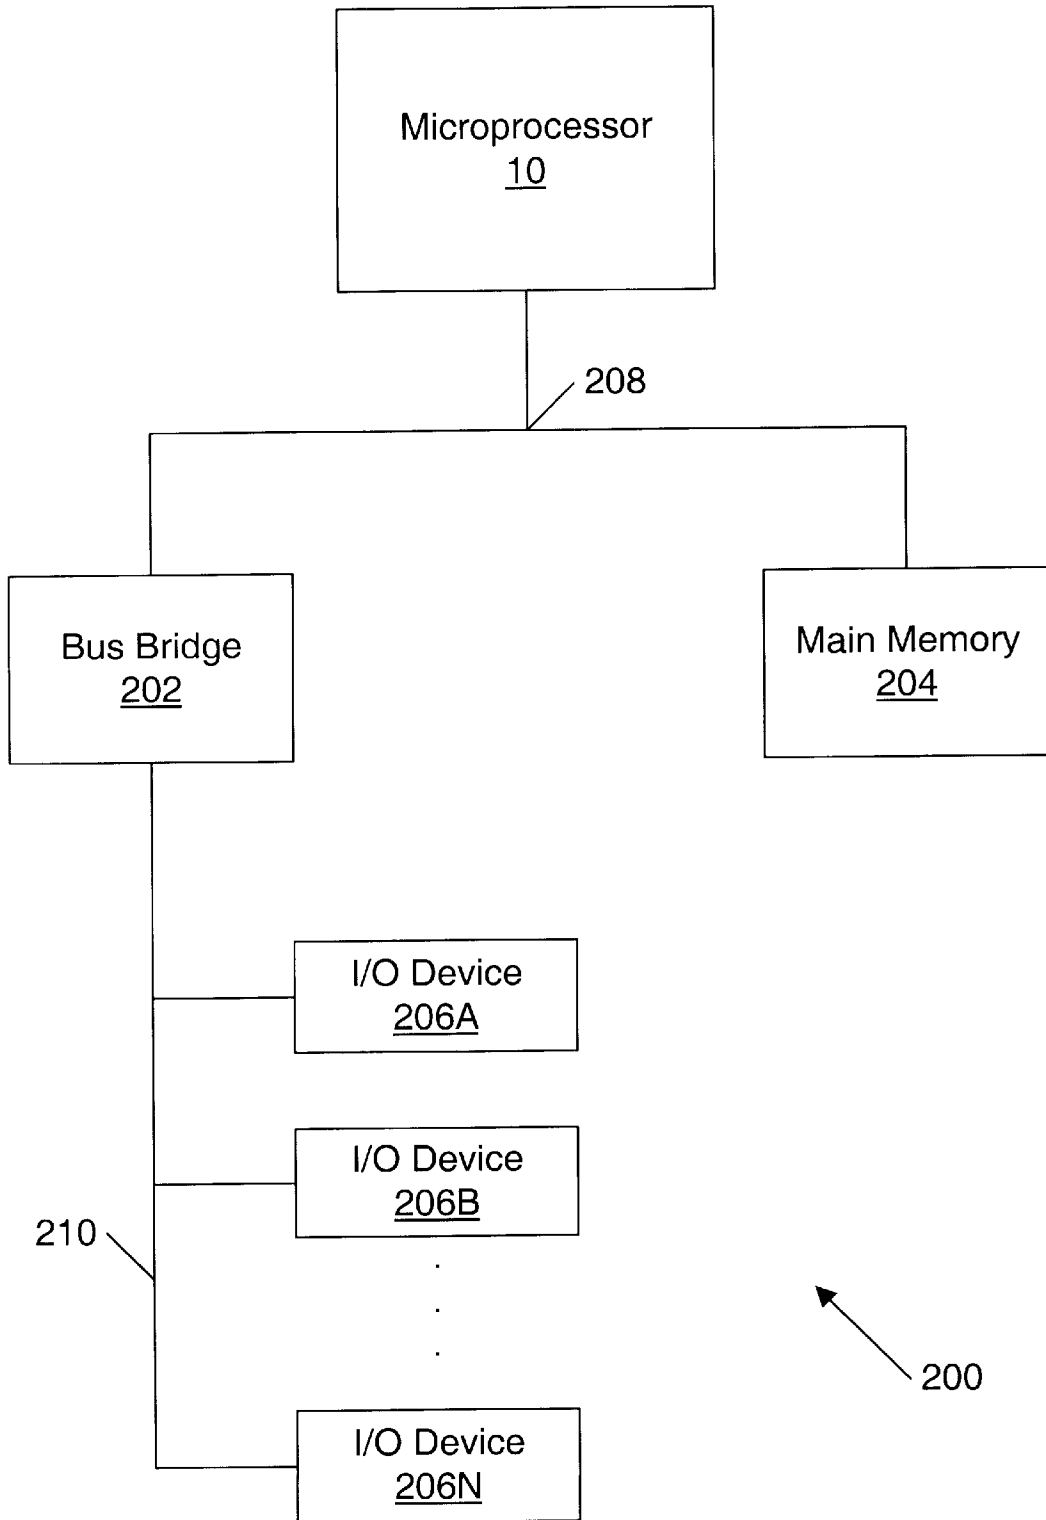 Microprocessor
10
208
Bus Bridge
202
Main Memory
204
I/O Device
206A
I/O Device
206B
210
.
.
.
200
I/O Device
206N